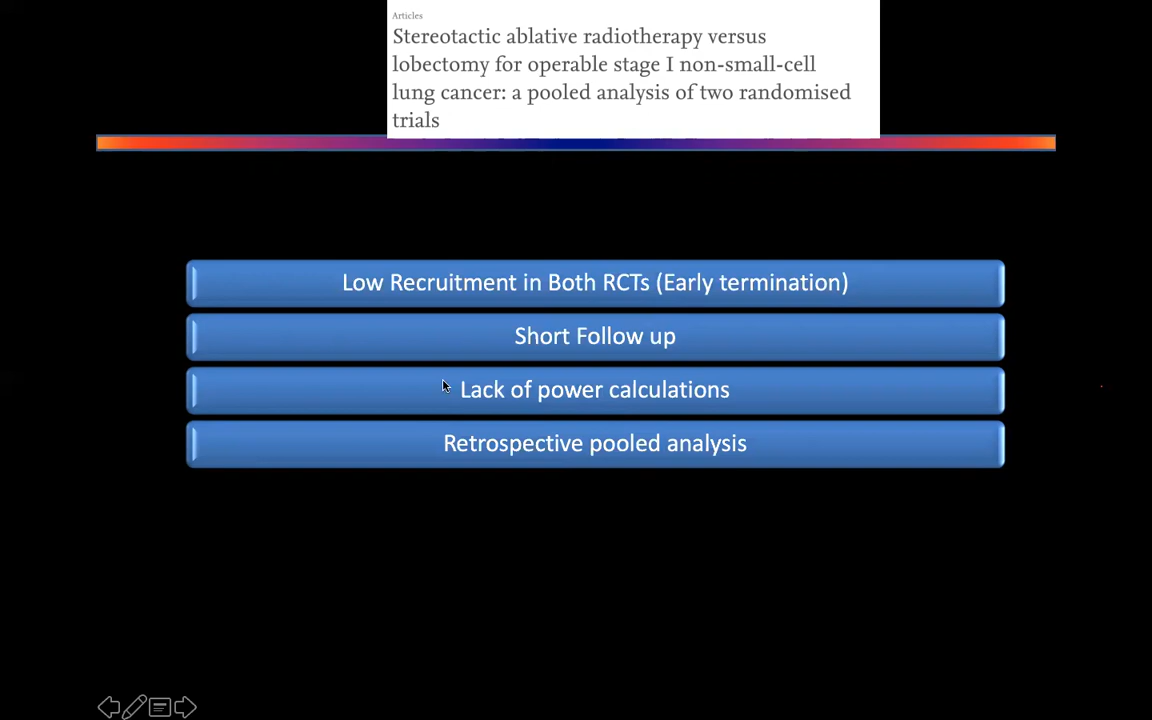 Articles
Stereotactic ablative radiotherapy versus
lobectomy for operable stage I non-small-cell
lung cancer: a pooled analysis of two randomised
trials
Low Recruitment in Both RCTs (Early termination)
Short Follow up
Lack of power calculations
Retrospective pooled analysis